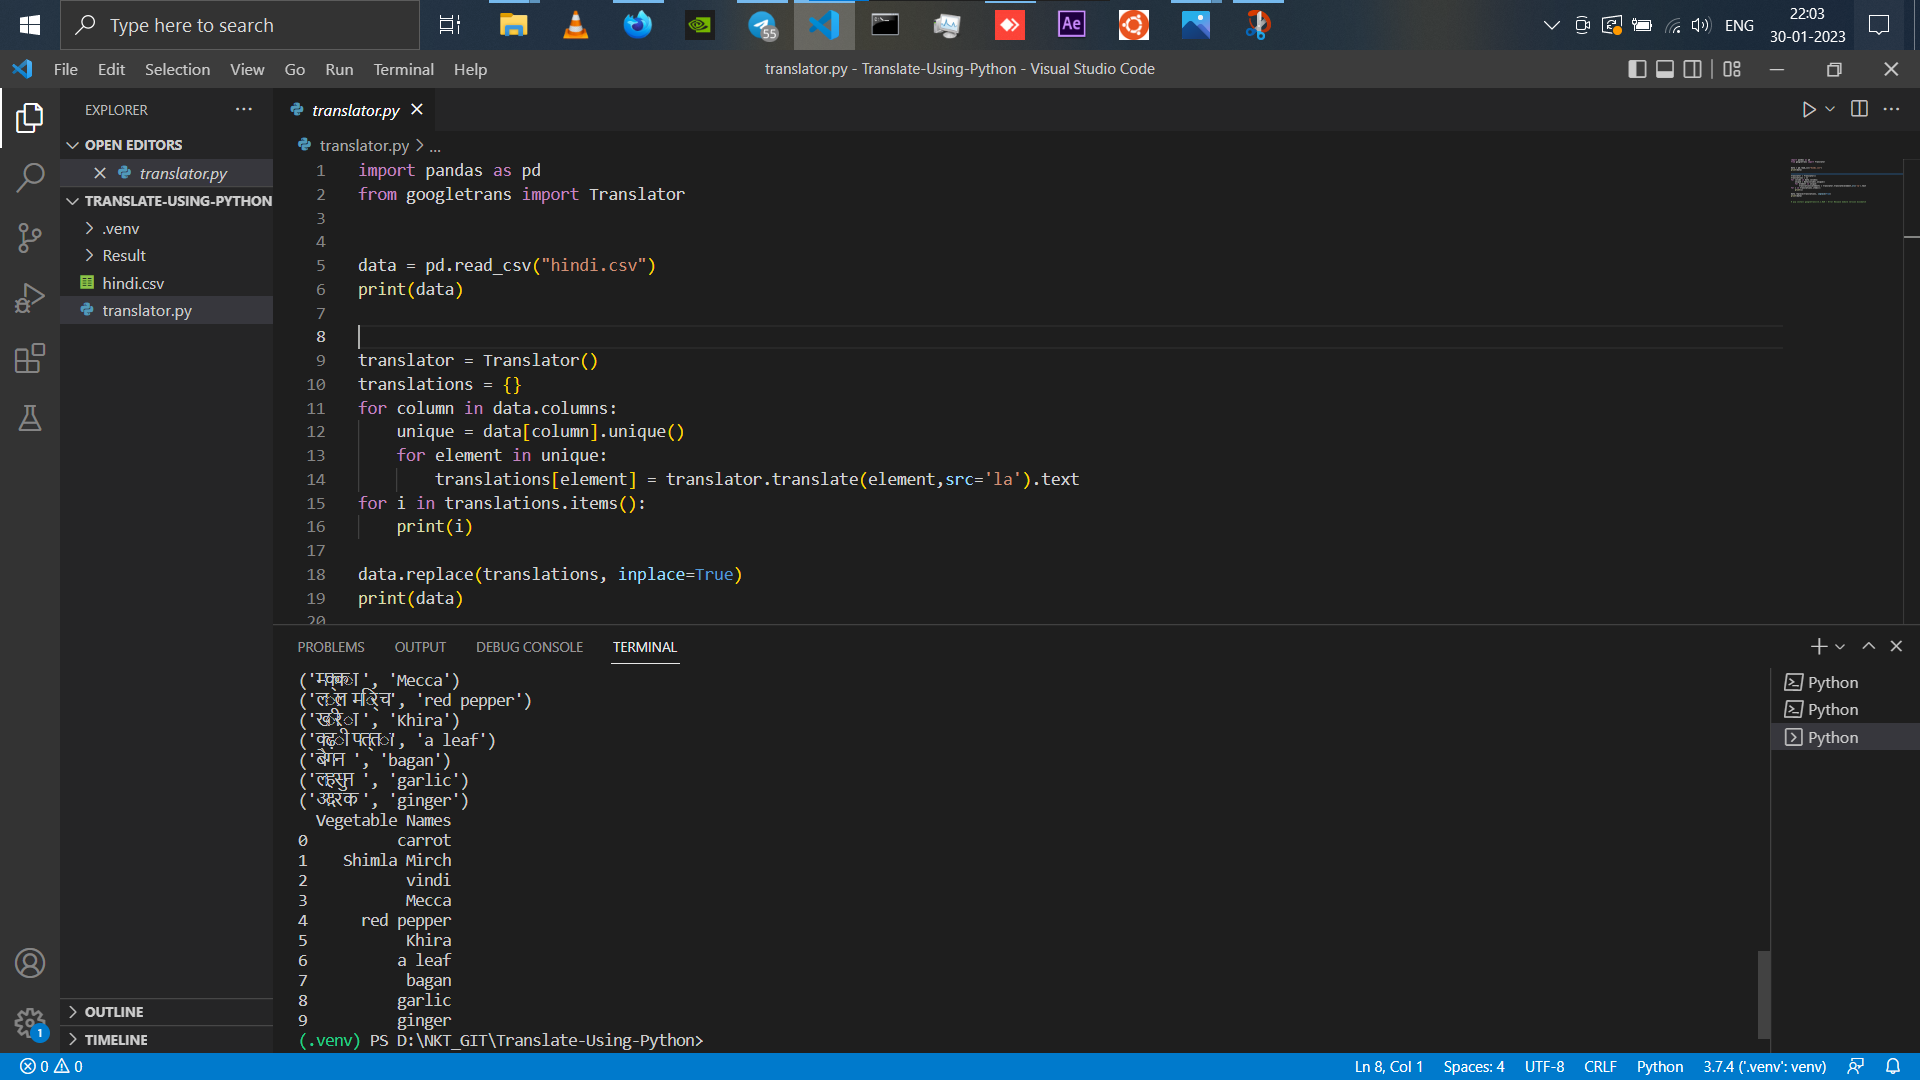 Type here to search
55
ENG
22:03
30-01-2023
File Edit Selection View Go Run Terminal Help
translator.py - Translate-Using-Python - Visual Studio Code
EXPLORER
OPEN EDITORS
translator.py
TRANSLATE-USING-PYTHON
.venv
Result
hindi.csv
translator.py
OUTLINE
TIMELINE
translator.py
translator.py > ...
1 import pandas as pd
2 from googletrans import Translator
3
4
5 data = pd.read_csv("hindi.csv")
6 print(data)
7
8
9 translator = Translator()
10 translations = {}
11 for column in data.columns:
12 unique = data[column].unique()
13 for element in unique:
14 translations[element] = translator.translate(element,src='la').text
15 for i in translations.items():
16 print(i)
17
18 data.replace(translations, inplace=True)
19 print(data)
20
PROBLEMS OUTPUT DEBUG CONSOLE TERMINAL
('मक्का ', 'Mecca')
('लाल मिर्च', 'red pepper')
('खीरा ', 'Khira')
('कढ़ी पत्ता', 'a leaf')
('बैगन ', 'bagan')
('लहसुन ', 'garlic')
('अदरक ', 'ginger')
Vegetable Names
0 carrot
1 Shimla Mirch
2 vindi
3 Mecca
4 red pepper
5 Khira
6 a leaf
7 bagan
8 garlic
9 ginger
(.venv) PS D:\NKT_GIT\Translate-Using-Python>
Python
Python
Python
1
0 0
Ln 8, Col 1 Spaces: 4 UTF-8 CRLF Python 3.7.4 ('.venv': venv)